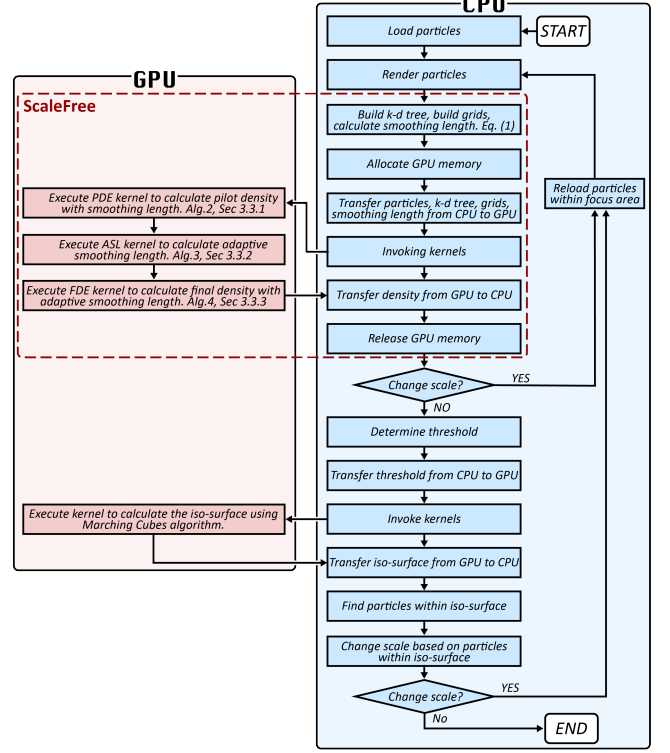 CPU
START
Load particles
Render particles
GPU
ScaleFree
Build k-d tree, build grids,
calculate smoothing length. Eq. (1)
Allocate GPU memory
Transfer particles, k-d tree, grids,
smoothing length from CPU to GPU
Reload particles
within focus area
Execute PDE kernel to calculate pilot density
with smoothing length. Alg.2, Sec 3.3.1
Invoking kernels
Execute ASL kernel to calculate adaptive
smoothing length. Alg.3, Sec 3.3.2
Execute FDE kernel to calculate final density with
adaptive smoothing length. Alg.4, Sec 3.3.3
Transfer density from GPU to CPU
Release GPU memory
Change scale?
YES
NO
Determine threshold
Transfer threshold from CPU to GPU
Invoke kernels
Execute kernel to calculate the iso-surface using
Marching Cubes algorithm.
Transfer iso-surface from GPU to CPU
Find particles within iso-surface
Change scale based on particles
within iso-surface
Change scale?
YES
No
END